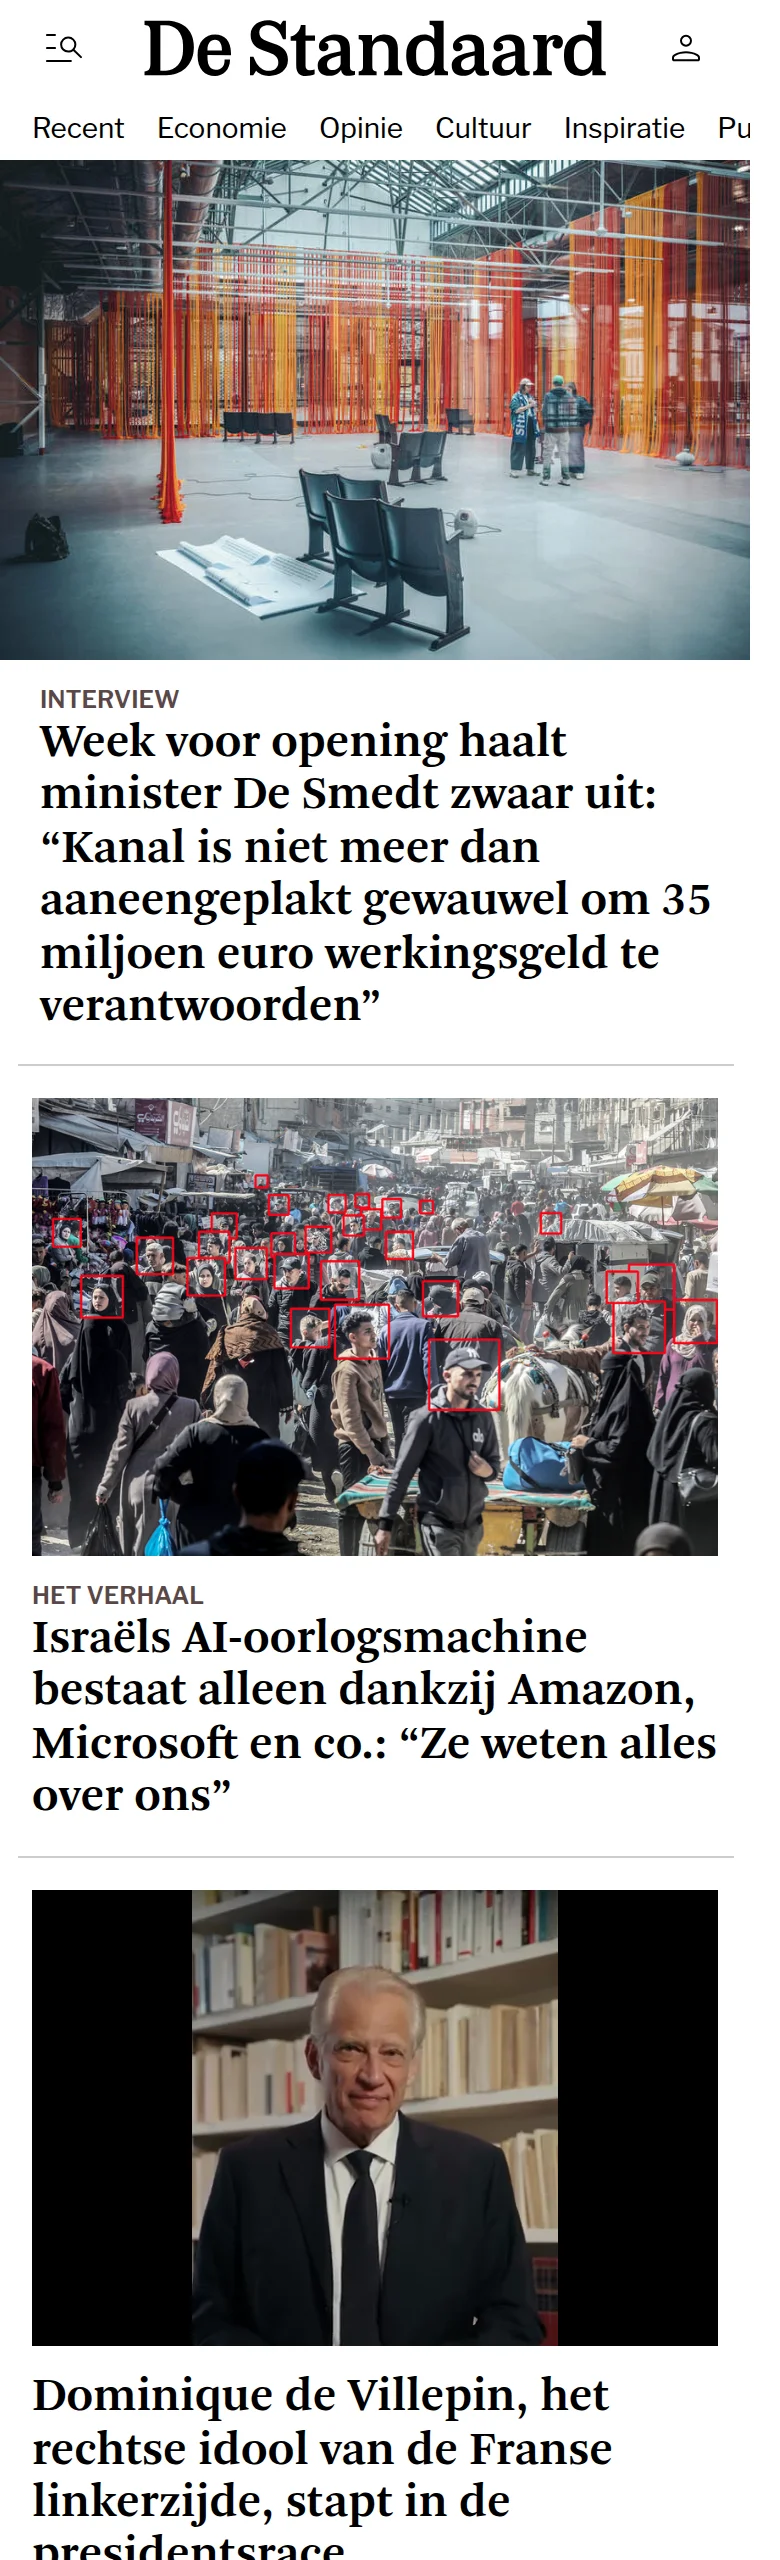 De Standaard
Recent Economie Opinie Cultuur Inspiratie Pu
INTERVIEW
Week voor opening haalt
minister De Smedt zwaar uit:
“Kanal is niet meer dan
aaneengeplakt gewauwel om 35
miljoen euro werkingsgeld te
verantwoorden”
HET VERHAAL
Israëls AI-oorlogsmachine
bestaat alleen dankzij Amazon,
Microsoft en co.: “Ze weten alles
over ons”
Dominique de Villepin, het
rechtse idool van de Franse
linkerzijde, stapt in de
presidentsrace